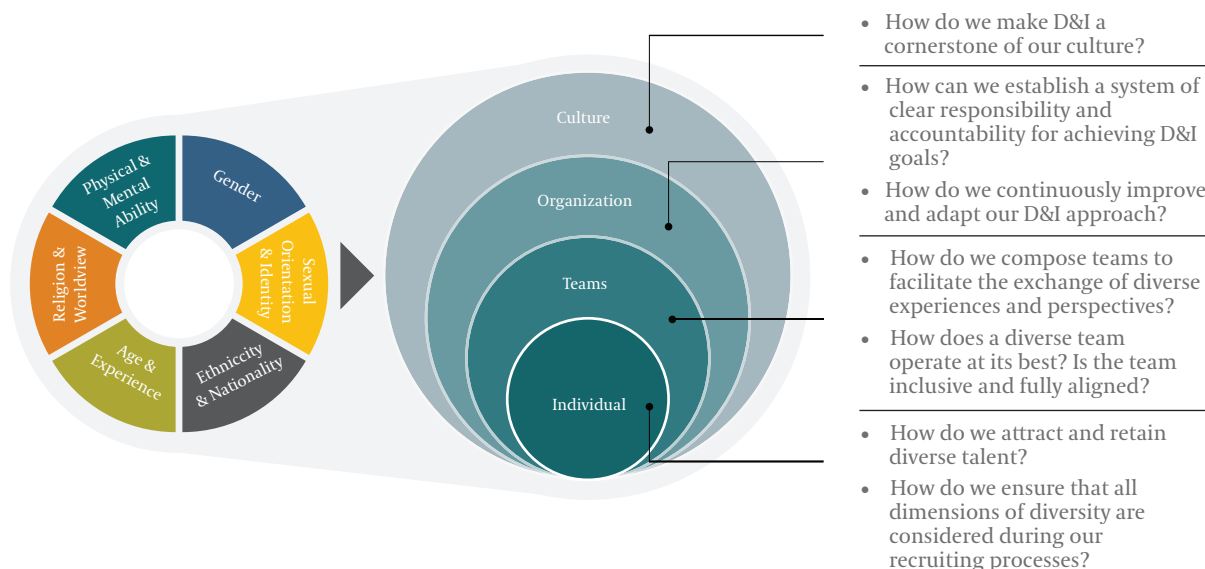 Physical &
Mental
Ability
Gender
Sexual
Orientation
& Identity
Ethnicity
& Nationality
Age &
Experience
Religion &
Worldview
Culture
Organization
Teams
Individual
• How do we make D&I a
cornerstone of our culture?
• How can we establish a system of
clear responsibility and
accountability for achieving D&I
goals?
• How do we continuously improve
and adapt our D&I approach?
• How do we compose teams to
facilitate the exchange of diverse
experiences and perspectives?
• How does a diverse team
operate at its best? Is the team
inclusive and fully aligned?
• How do we attract and retain
diverse talent?
• How do we ensure that all
dimensions of diversity are
considered during our
recruiting processes?